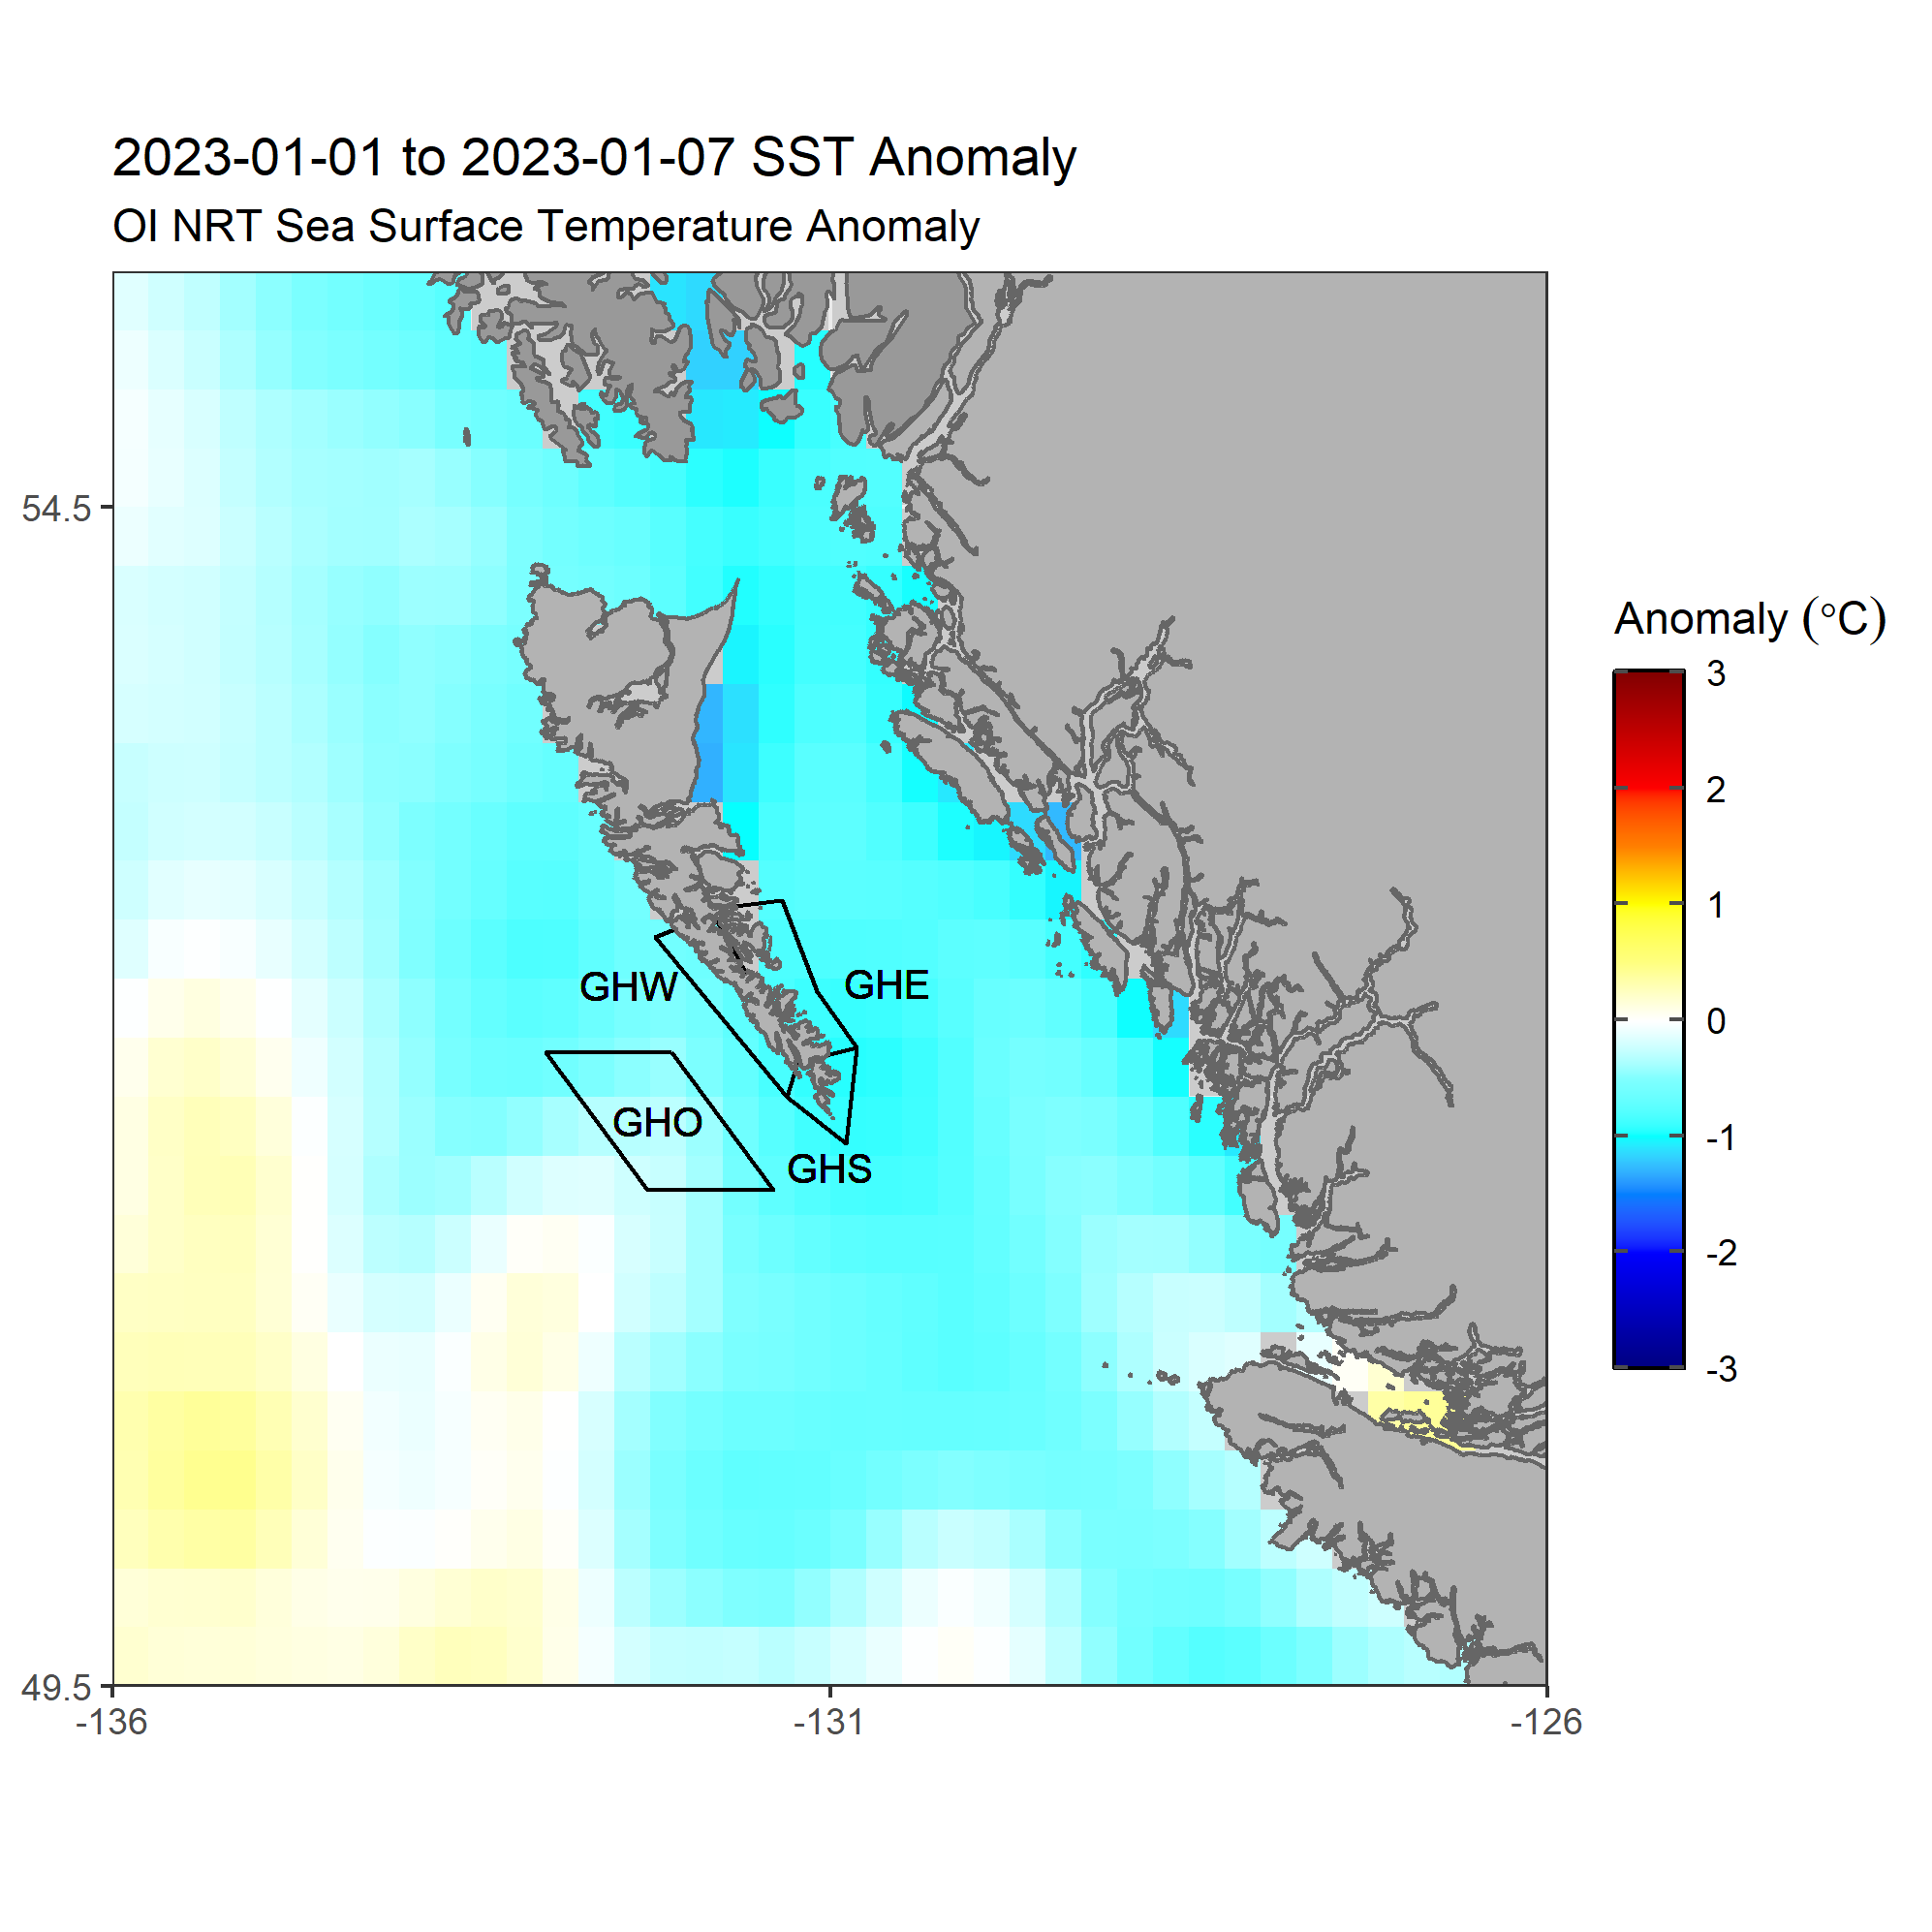 2023-01-01 to 2023-01-07 SST Anomaly
OI NRT Sea Surface Temperature Anomaly
54.5
49.5
-136
-131
-126
GHW
GHE
GHO
GHS
Anomaly (°C)
3
2
1
0
-1
-2
-3